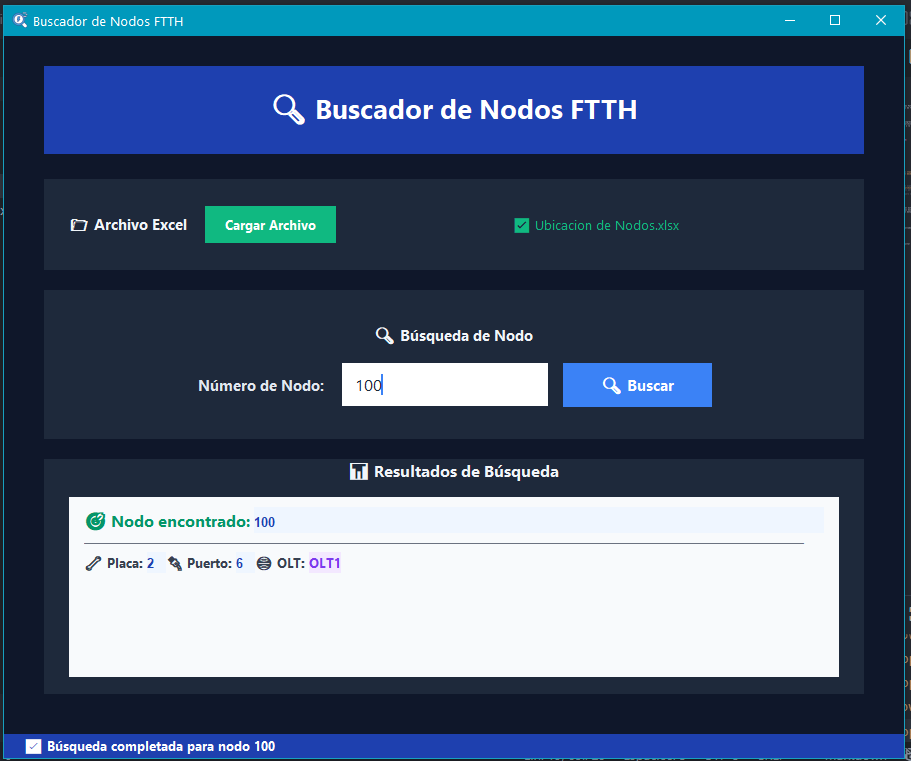 Buscador de Nodos FTTH
Buscador de Nodos FTTH
Archivo Excel
Cargar Archivo
Ubicacion de Nodos.xlsx
Búsqueda de Nodo
Número de Nodo:
100
Buscar
Resultados de Búsqueda
Nodo encontrado: 100
Placa: 2 Puerto: 6 OLT: OLT1
Búsqueda completada para nodo 100